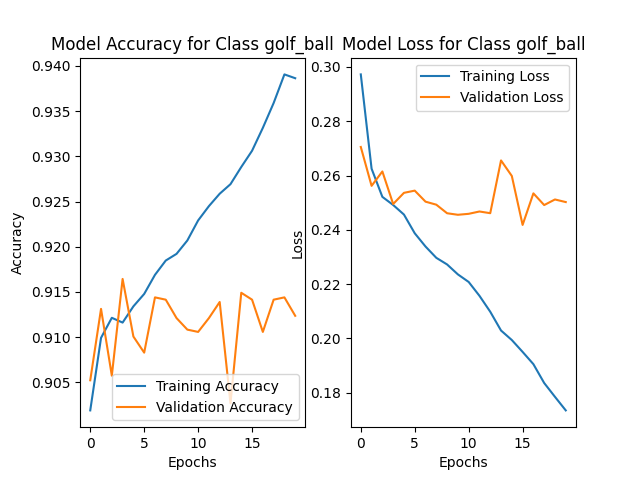 Model Accuracy for Class golf_ball
0.940
0.935
0.930
0.925
0.920
0.915
0.910
0.905
Accuracy
0 5 10 15
Epochs
Training Accuracy
Validation Accuracy
Model Loss for Class golf_ball
0.30
0.28
0.26
0.24
0.22
0.20
0.18
Loss
0 5 10 15
Epochs
Training Loss
Validation Loss